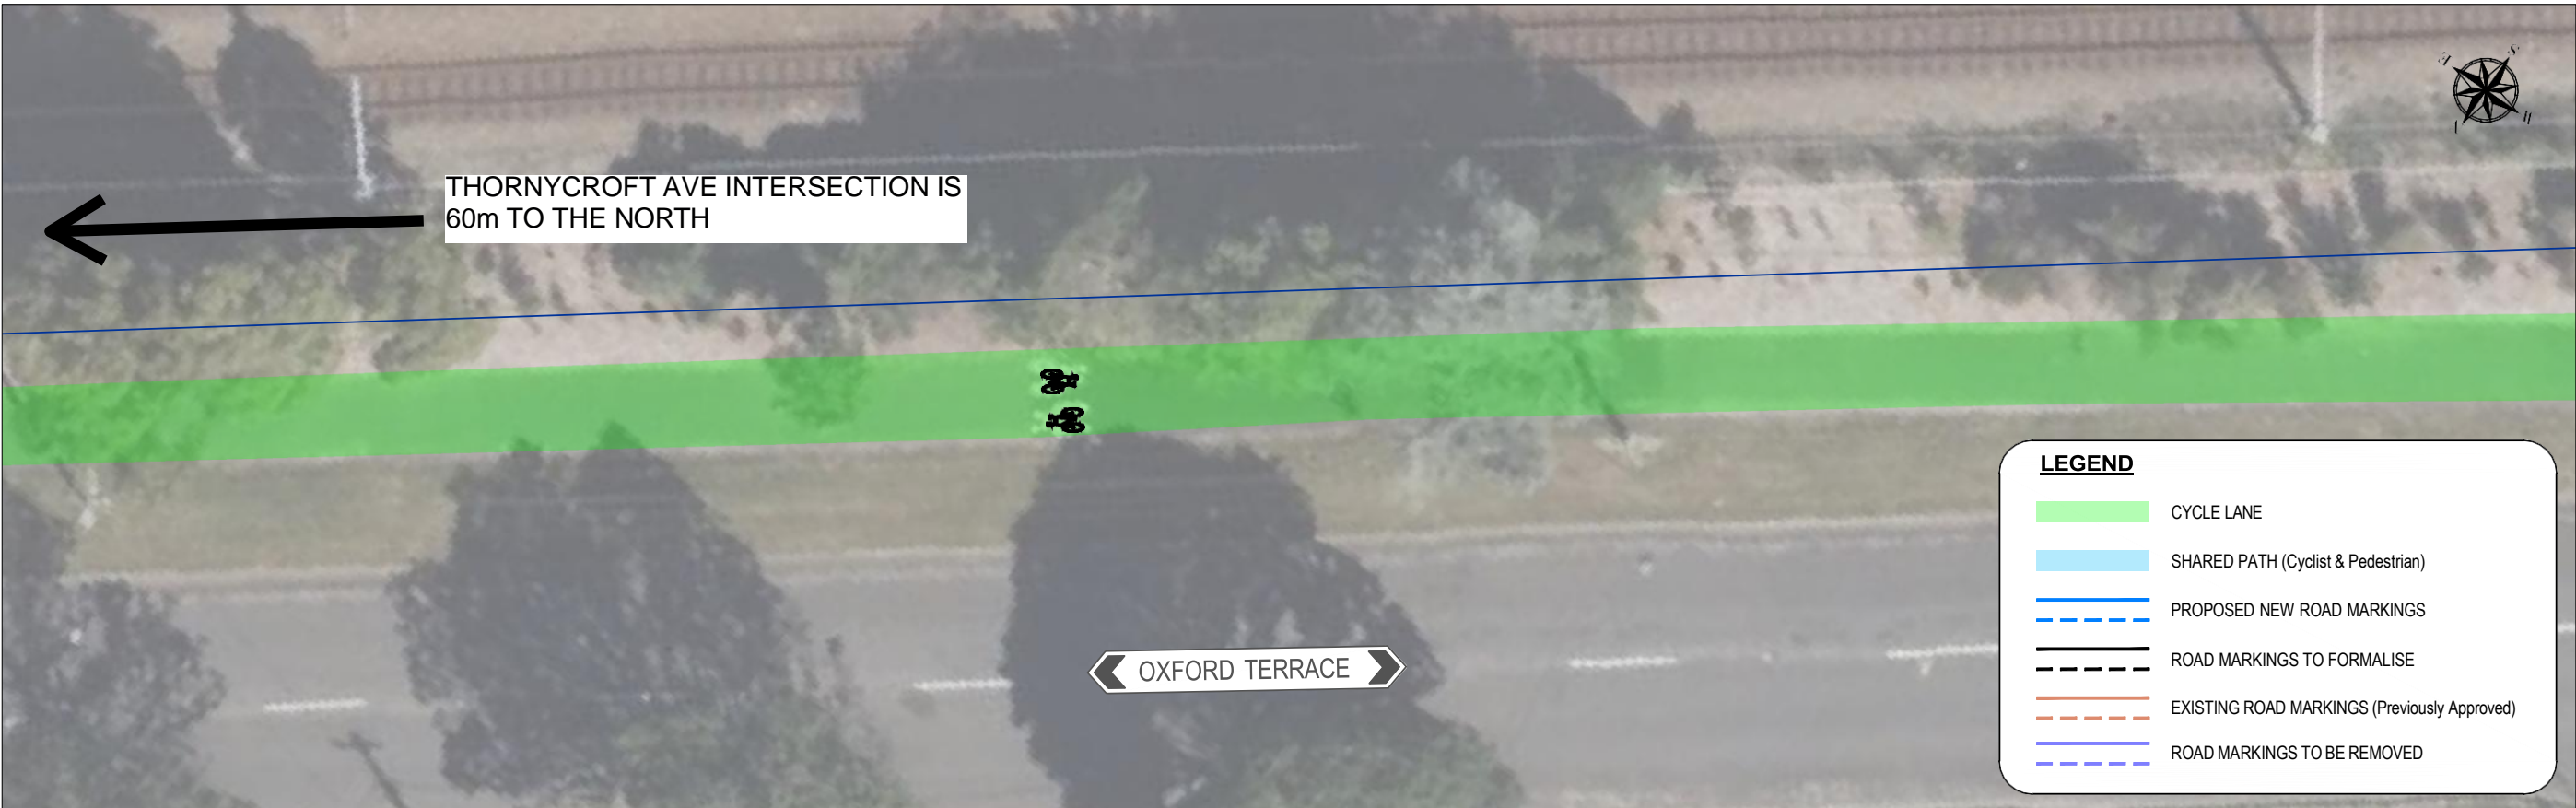 THORNYCROFT AVE INTERSECTION IS
60m TO THE NORTH
S
OXFORD TERRACE
LEGEND
CYCLE LANE
SHARED PATH (Cyclist & Pedestrian)
PROPOSED NEW ROAD MARKINGS
ROAD MARKINGS TO FORMALISE
EXISTING ROAD MARKINGS (Previously Approved)
ROAD MARKINGS TO BE REMOVED